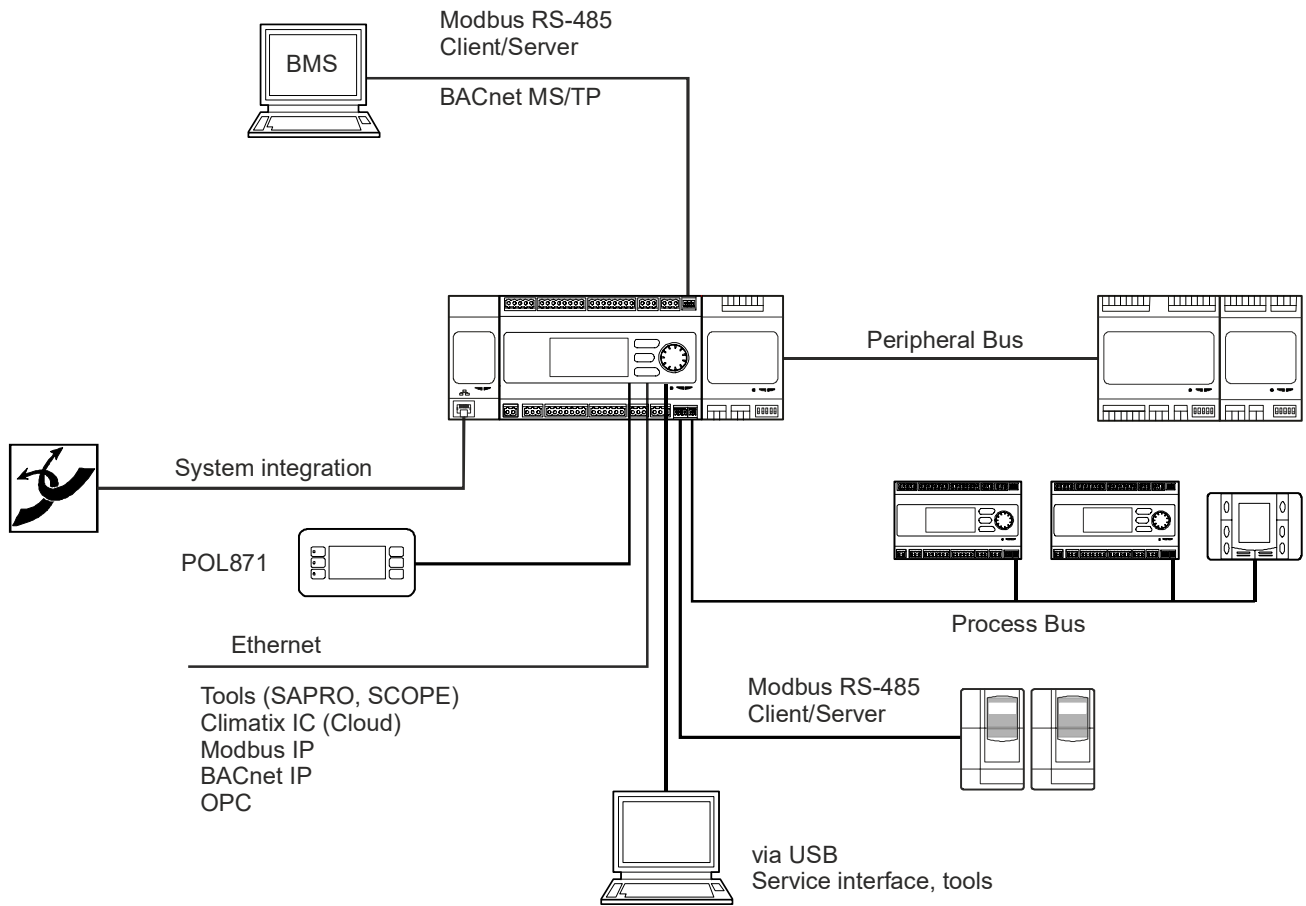 Modbus RS-485
Client/Server
BMS
BACnet MS/TP
Peripheral Bus
System integration
POL871
Process Bus
Ethernet
Tools (SAPRO, SCOPE)
Climatix IC (Cloud)
Modbus IP
BACnet IP
OPC
Modbus RS-485
Client/Server
via USB
Service interface, tools